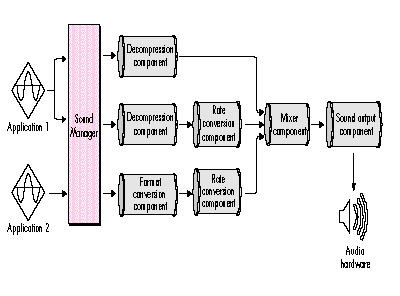 Decompression
component
Application 1
Sound
Manager
Decompression
component
Rate
conversion
component
Mixer
component
Sound output
component
Application 2
Format
conversion
component
Rate
conversion
component
Audio
hardware